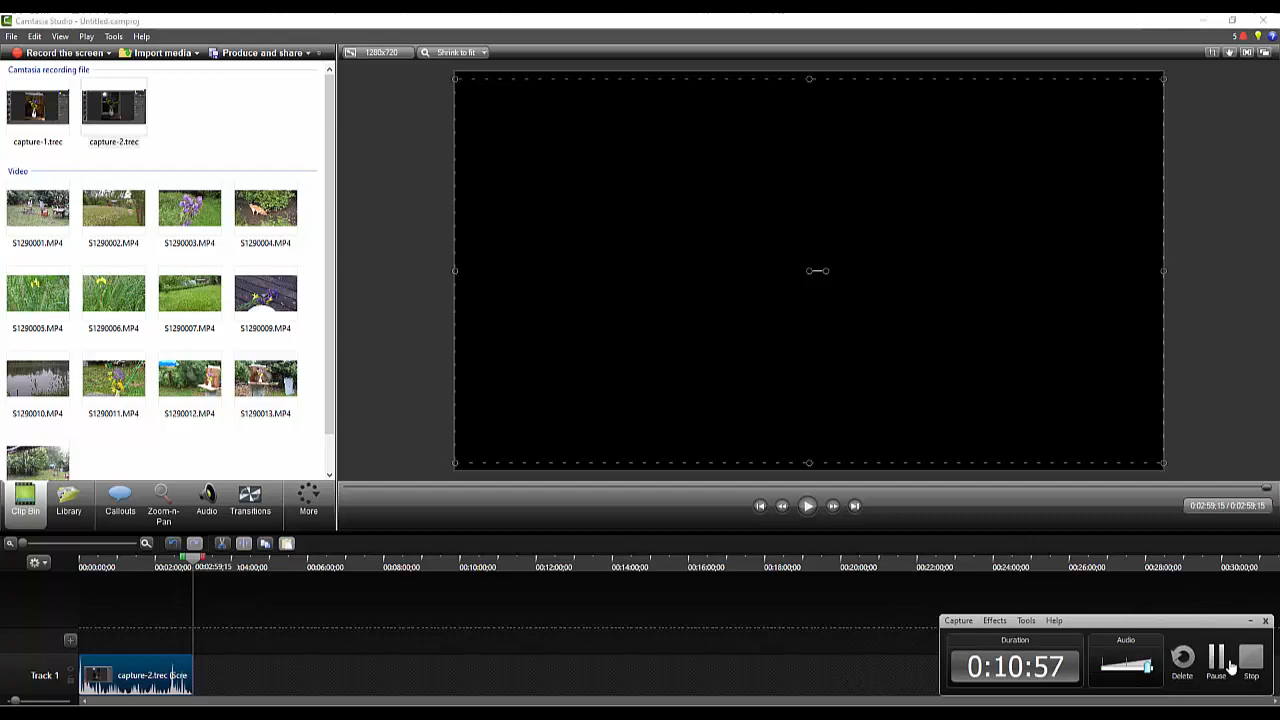 Camtasia Studio - Untitled.camproj
File Edit View Play Tools Help
5
Record the screen Import media Produce and share
1280x720 Shrink to fit
Camtasia recording file
capture-1.trec capture-2.trec
Video
S1290001.MP4 S1290002.MP4 S1290003.MP4 S1290004.MP4
S1290005.MP4 S1290006.MP4 S1290007.MP4 S1290009.MP4
S1290010.MP4 S1290011.MP4 S1290012.MP4 S1290013.MP4
Clip Bin Library Callouts Zoom-n-Pan Audio Transitions More
0:02:59;15 / 0:02:59;15
00:00:00;00 00:02:00;00 00:02:59;15 :04:00;00 00:06:00;00 00:08:00;00 00:10:00;00 00:12:00;00 00:14:00;00 00:16:00;00 00:18:00;00 00:20:00;00 00:22:00;00 00:24:00;00 00:26:00;00 00:28:00;00 00:30:00;00
Track 1
capture-2.trec (Scre
Capture Effects Tools Help
Duration
0:10:57
Audio
Delete Pause Stop